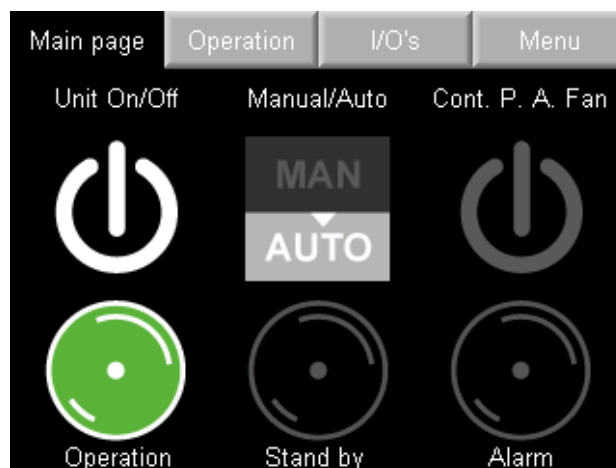 Main page Operation I/O's Menu
Unit On/Off Manual/Auto Cont. P. A. Fan
MAN
AUTO
Operation Stand by Alarm